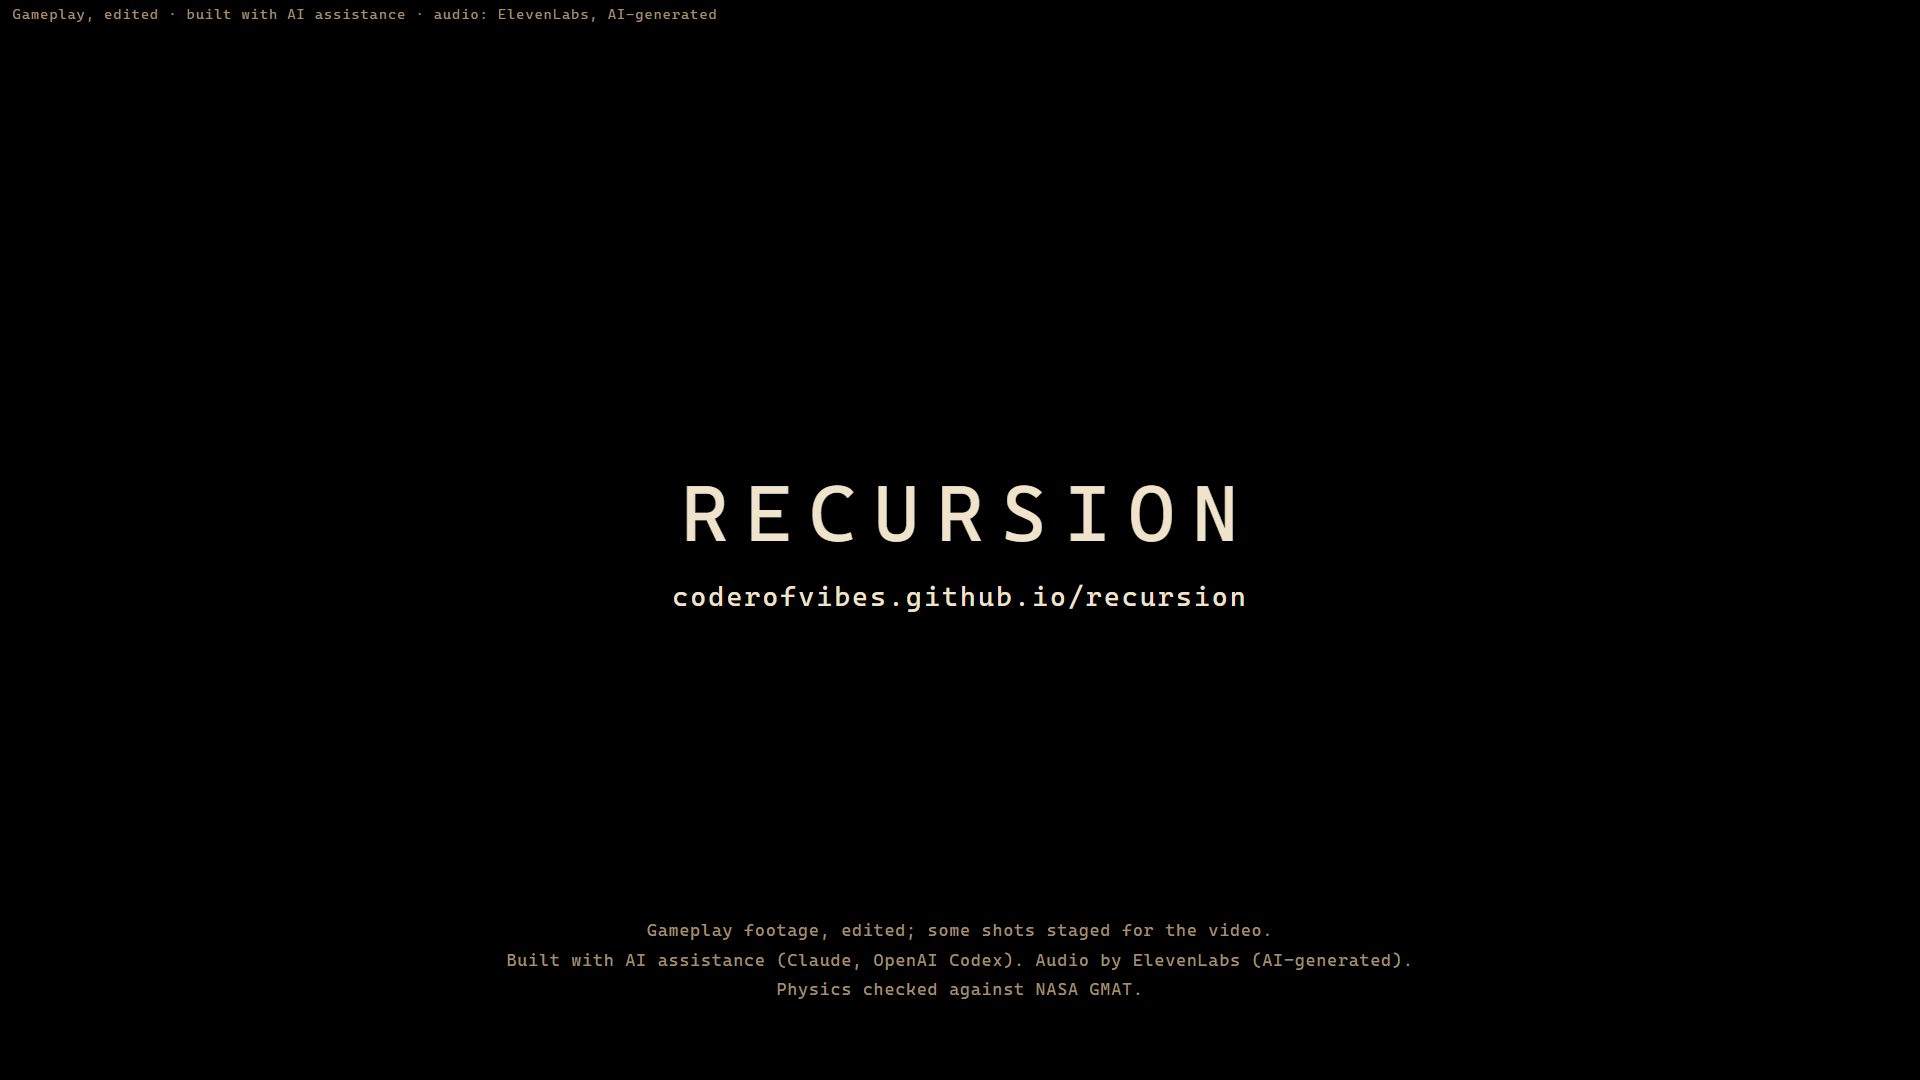 Gameplay, edited · built with AI assistance · audio: ElevenLabs, AI-generated
RECURSION
coderofvibes.github.io/recursion
Gameplay footage, edited; some shots staged for the video.
Built with AI assistance (Claude, OpenAI Codex). Audio by ElevenLabs (AI-generated).
Physics checked against NASA GMAT.